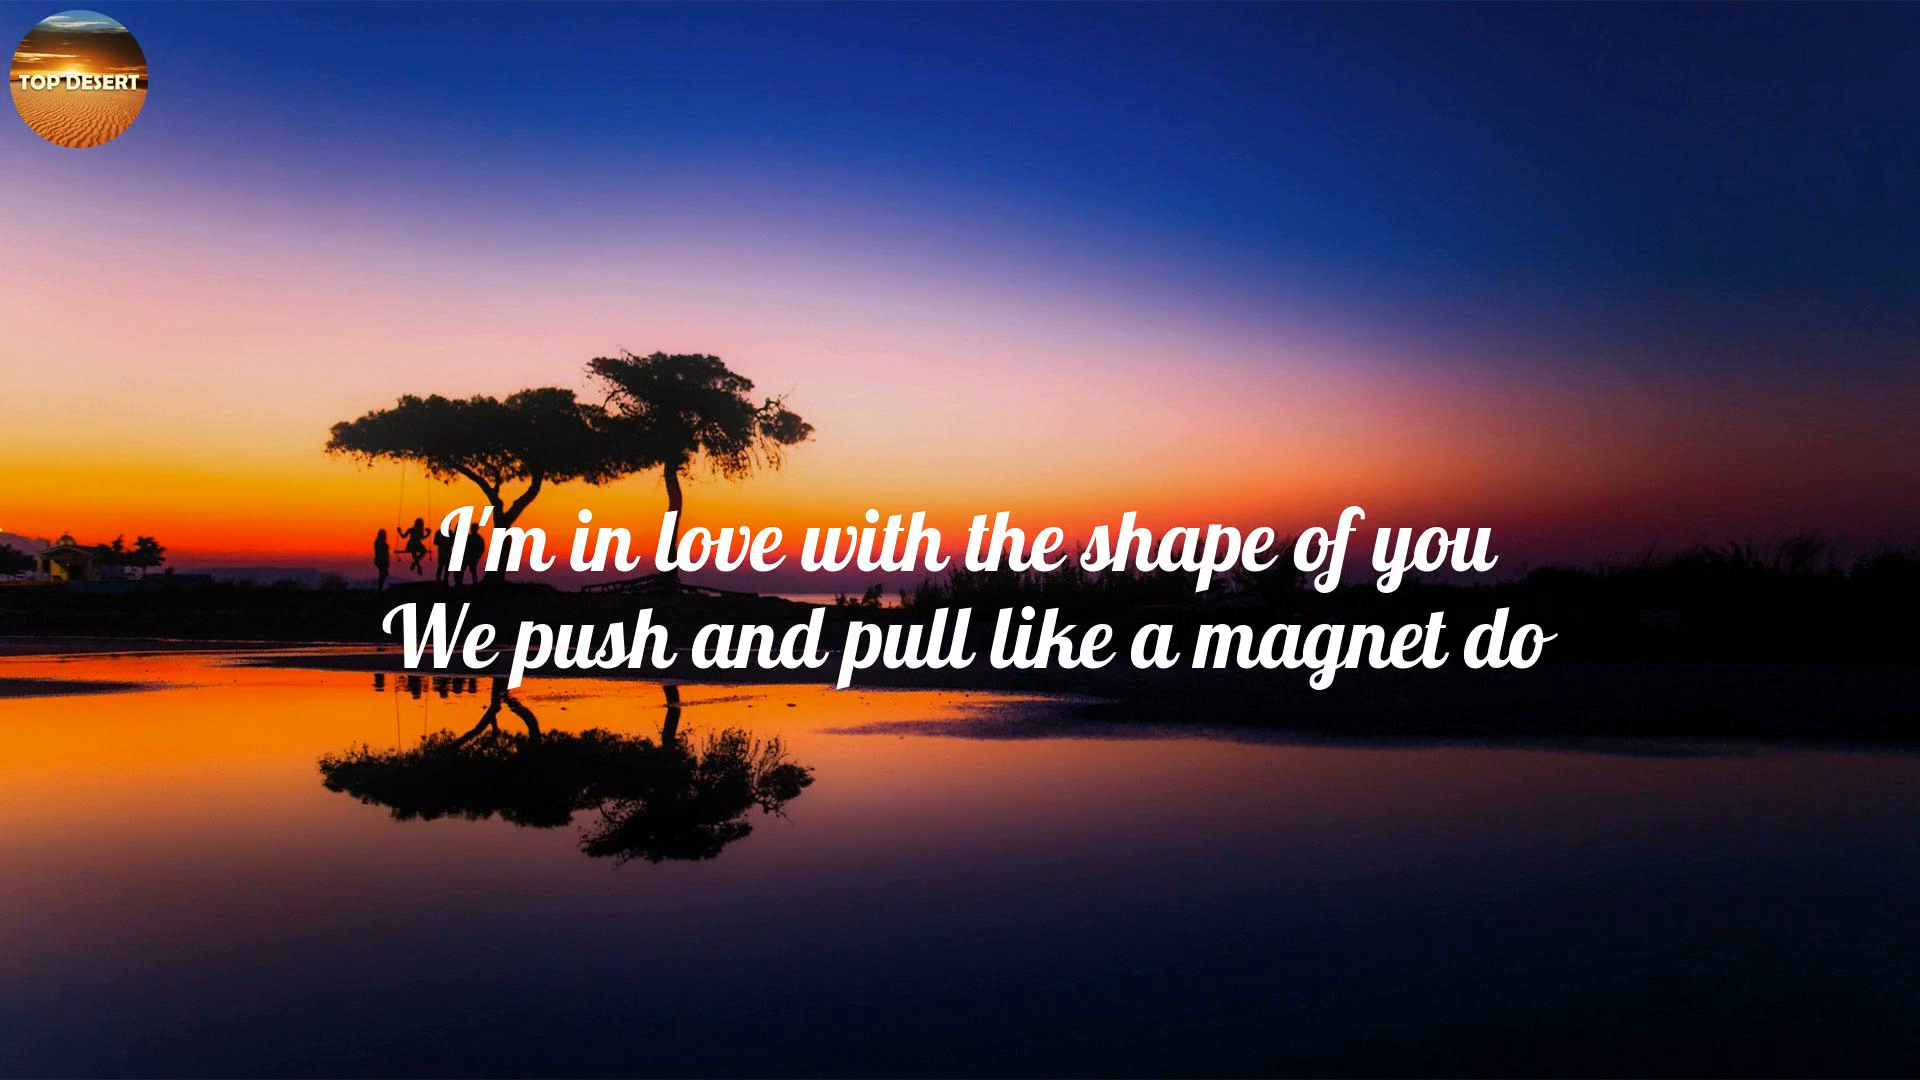 TOP DESERT
I'm in love with the shape of you
We push and pull like a magnet do